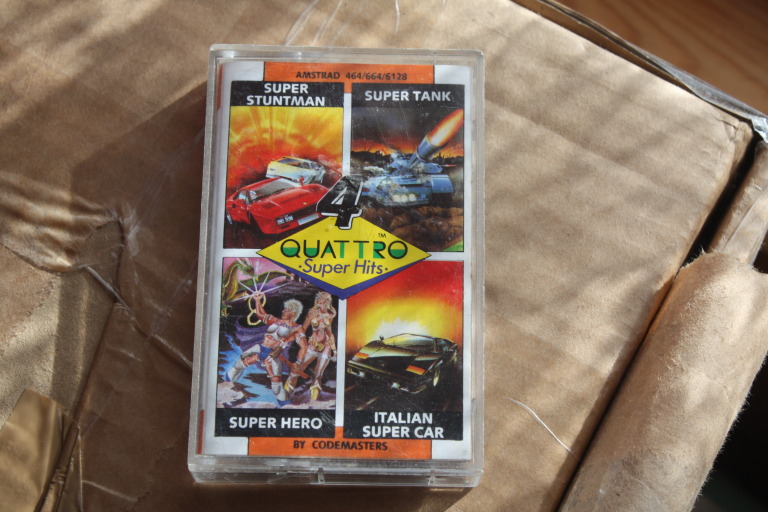 AMSTRAD 464/664/6128
SUPER
STUNTMAN
SUPER TANK
4
QUATTRO
TM
·Super Hits·
SUPER HERO
ITALIAN
SUPER CAR
BY CODEMASTERS